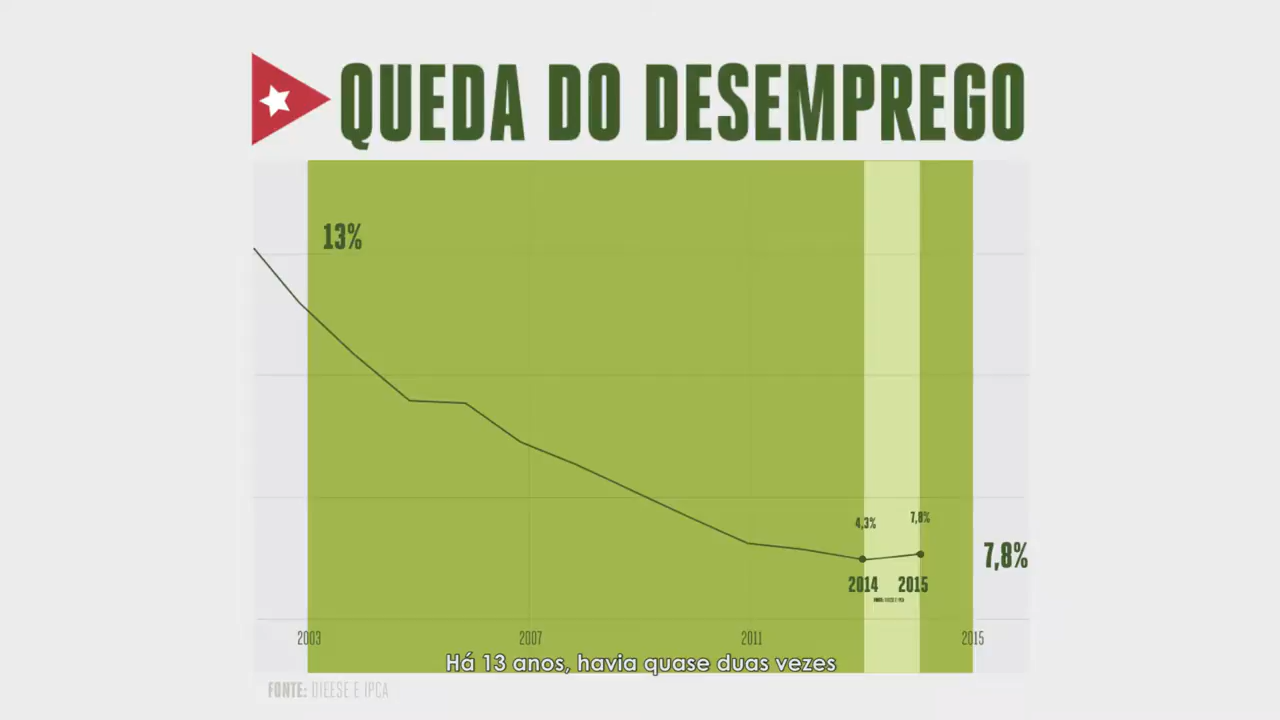 QUEDA DO DESEMPREGO
13%
4,3%
7,8%
7,8%
2014 2015
2003 2007 2011 2015
Há 13 anos, havia quase duas vezes
FONTE: DIEESE E IPCA